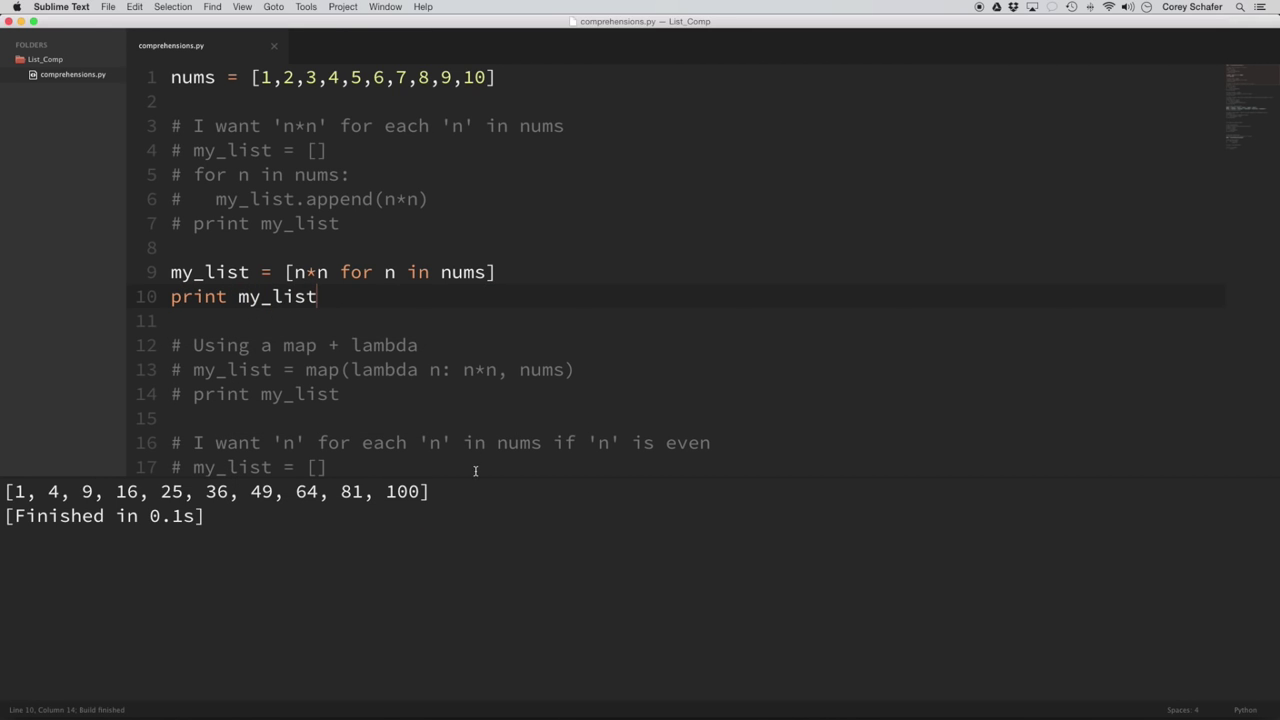 Sublime Text File Edit Selection Find View Goto Tools Project Window Help Corey Schafer
comprehensions.py — List_Comp
FOLDERS
List_Comp
comprehensions.py
comprehensions.py
1 nums = [1,2,3,4,5,6,7,8,9,10]
2
3 # I want 'n*n' for each 'n' in nums
4 # my_list = []
5 # for n in nums:
6 #   my_list.append(n*n)
7 # print my_list
8
9 my_list = [n*n for n in nums]
10 print my_list
11
12 # Using a map + lambda
13 # my_list = map(lambda n: n*n, nums)
14 # print my_list
15
16 # I want 'n' for each 'n' in nums if 'n' is even
17 # my_list = []
[1, 4, 9, 16, 25, 36, 49, 64, 81, 100]
[Finished in 0.1s]
Line 10, Column 14, Build finished Spaces: 4 Python